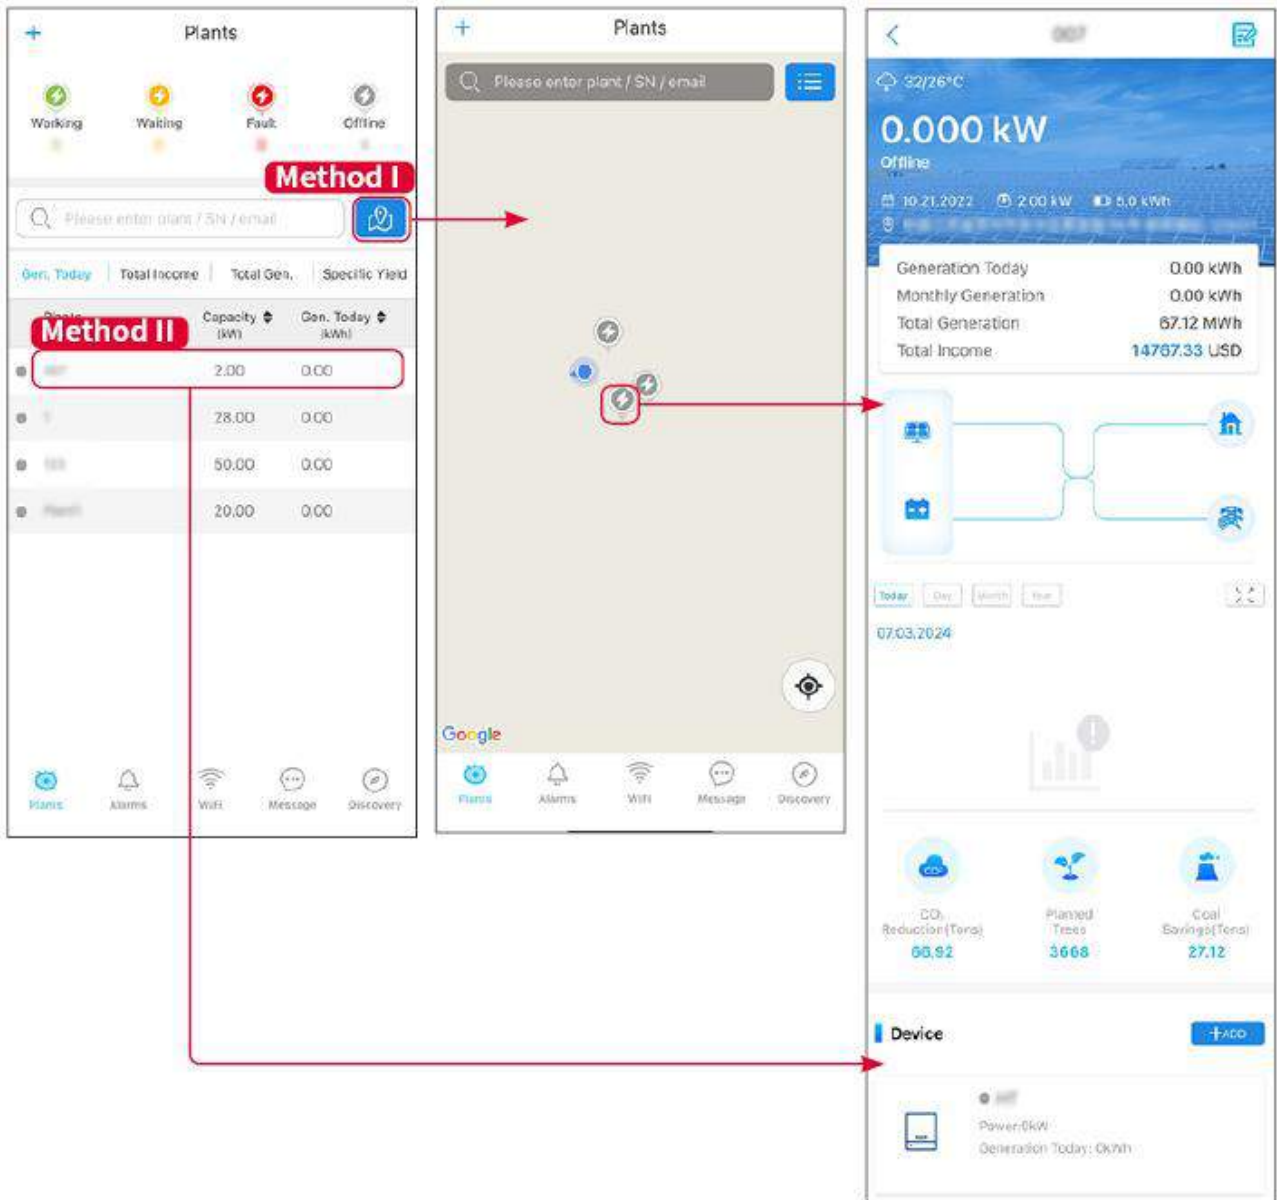 Plants
Working
Waiting
Fault
Offline
Method I
Please enter plant / SN / email
Gen. Today
Total Income
Total Gen.
Specific Yield
Capacity
(kW)
Gen. Today
(kWh)
Method II
2.00
0.00
28.00
0.00
50.00
0.00
20.00
0.00
Plants
Alarms
WiFi
Message
Discovery
Plants
Please enter plant / SN / email
Google
Plants
Alarms
WiFi
Message
Discovery
007
32/26°C
0.000 kW
Offline
10.21.2022
2.00 kW
5.0 kWh
Generation Today 0.00 kWh
Monthly Generation 0.00 kWh
Total Generation 67.12 MWh
Total Income 14767.33 USD
Today
Day
Month
Year
07.03.2024
CO₂
Reduction(Tons)
66.92
Planted
Trees
3668
Coal
Savings(Tons)
27.12
Device
+ADD
Power:0kW
Generation Today: 0kWh